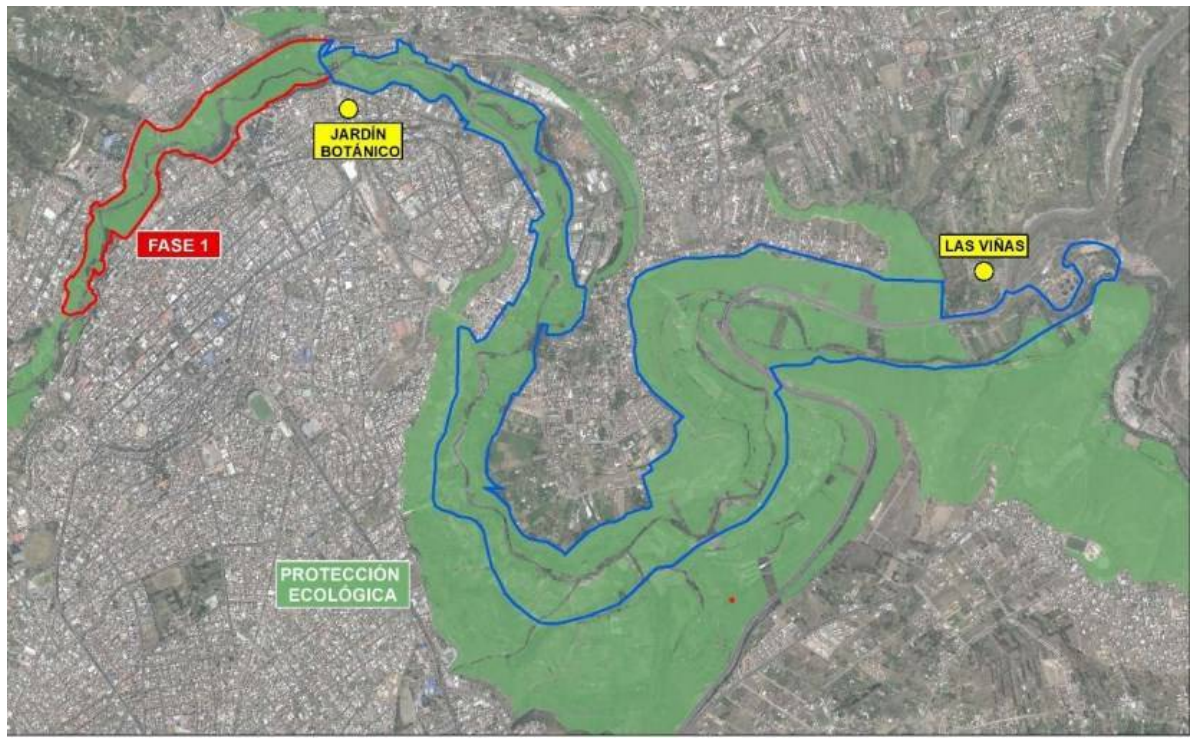 JARDÍN
BOTÁNICO
FASE 1
LAS VIÑAS
PROTECCIÓN
ECOLÓGICA